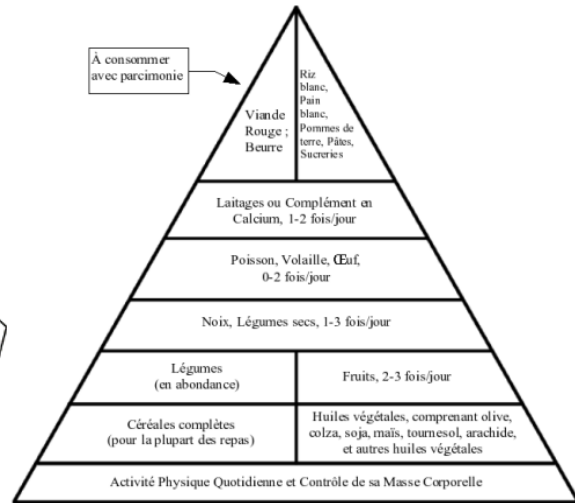 À consommer
avec parcimonie
Viande
Rouge ;
Beurre
Riz
blanc,
Pain
blanc,
Pommes de
terre, Pâtes,
Sucreries
Laitages ou Complément en
Calcium, 1-2 fois/jour
Poisson, Volaille, Œuf,
0-2 fois/jour
Noix, Légumes secs, 1-3 fois/jour
Légumes
(en abondance)
Fruits, 2-3 fois/jour
Céréales complètes
(pour la plupart des repas)
Huiles végétales, comprenant olive,
colza, soja, maïs, tournesol, arachide,
et autres huiles végétales
Activité Physique Quotidienne et Contrôle de sa Masse Corporelle